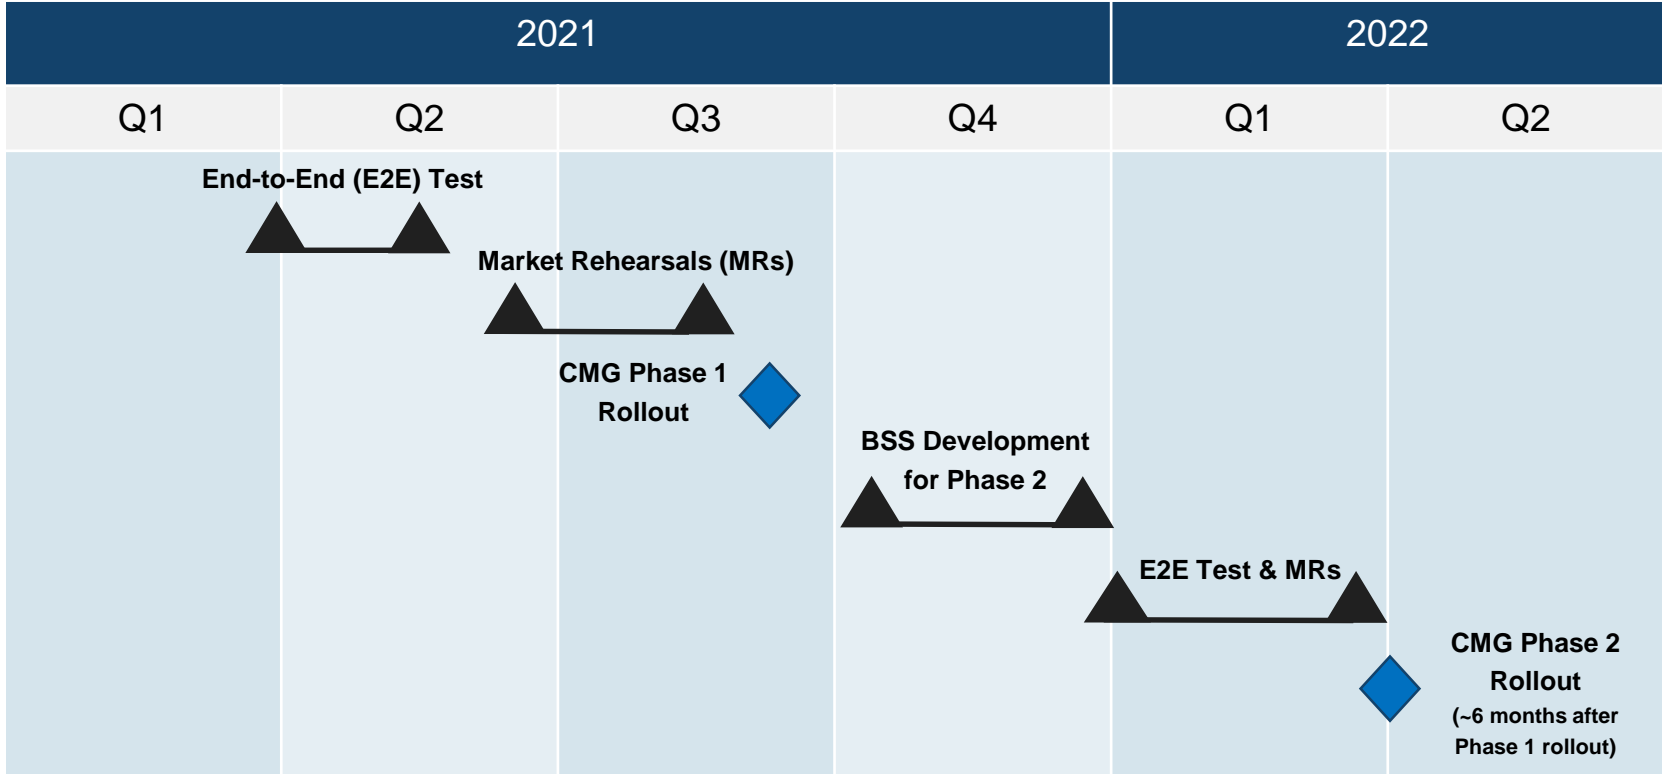 2021
2022
Q1
Q2
Q3
Q4
Q1
Q2
End-to-End (E2E) Test
Market Rehearsals (MRs)
CMG Phase 1
Rollout
BSS Development
for Phase 2
E2E Test & MRs
CMG Phase 2
Rollout
(~6 months after
Phase 1 rollout)